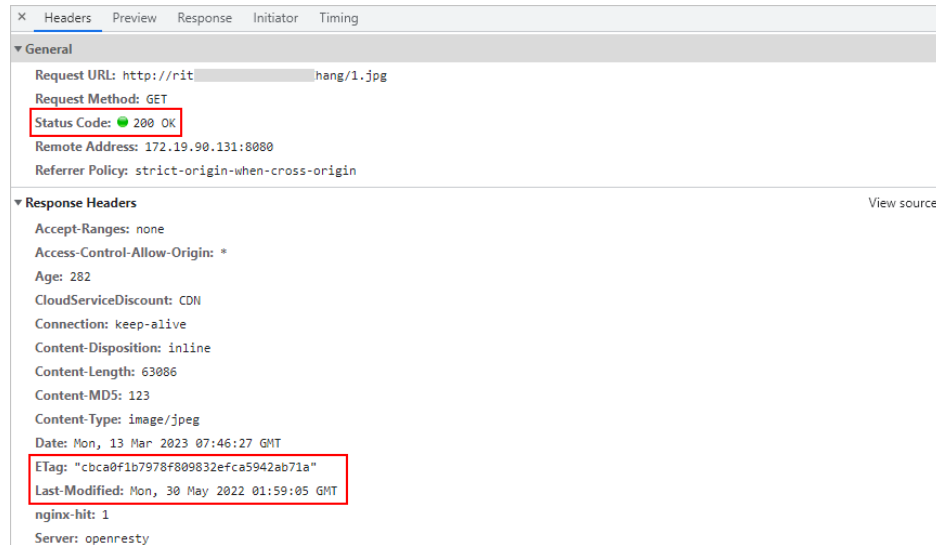 × Headers Preview Response Initiator Timing
▼ General
Request URL: http://rit hang/1.jpg
Request Method: GET
Status Code: 200 OK
Remote Address: 172.19.90.131:8080
Referrer Policy: strict-origin-when-cross-origin
▼ Response Headers View source
Accept-Ranges: none
Access-Control-Allow-Origin: *
Age: 282
CloudServiceDiscount: CDN
Connection: keep-alive
Content-Disposition: inline
Content-Length: 63086
Content-MD5: 123
Content-Type: image/jpeg
Date: Mon, 13 Mar 2023 07:46:27 GMT
ETag: "cbca0f1b7978f809832efca5942ab71a"
Last-Modified: Mon, 30 May 2022 01:59:05 GMT
nginx-hit: 1
Server: openresty